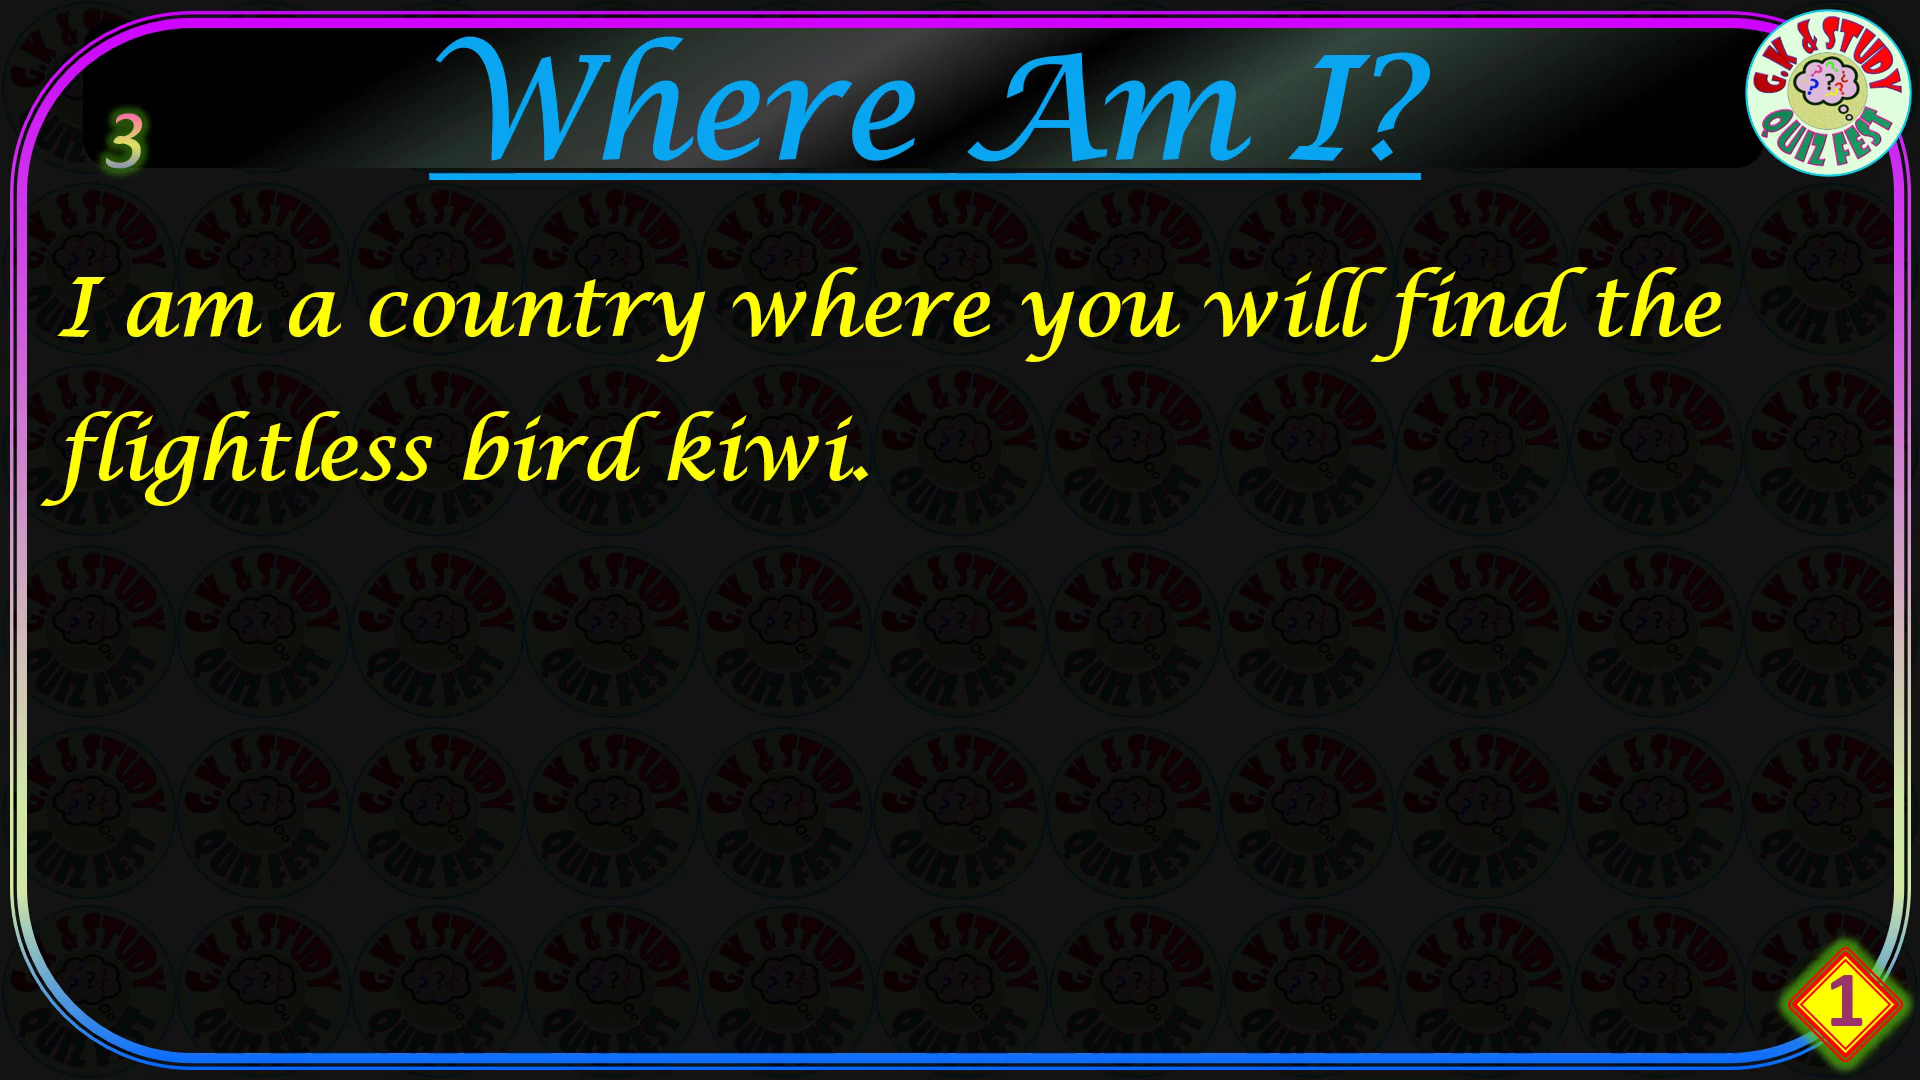 Where Am I?
3
G.K & STUDY
QUIZ FEST
I am a country where you will find the
flightless bird kiwi.
1